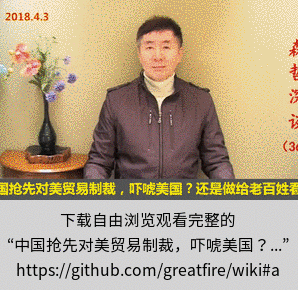 2018.4.3
国抢先对美贸易制裁，吓唬美国？还是做给老百姓看
下载自由浏览观看完整的
“中国抢先对美贸易制裁，吓唬美国？...”
https://github.com/greatfire/wiki#a